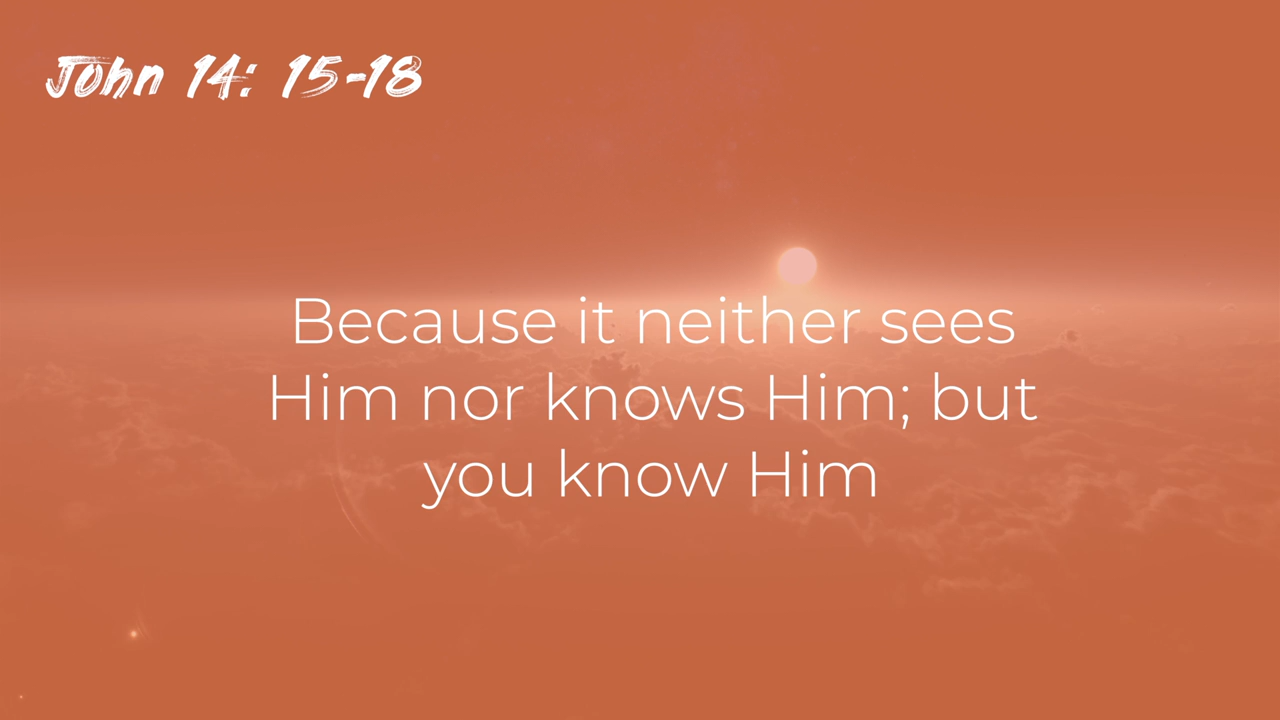 John 14: 15-18
Because it neither sees
Him nor knows Him; but
you know Him